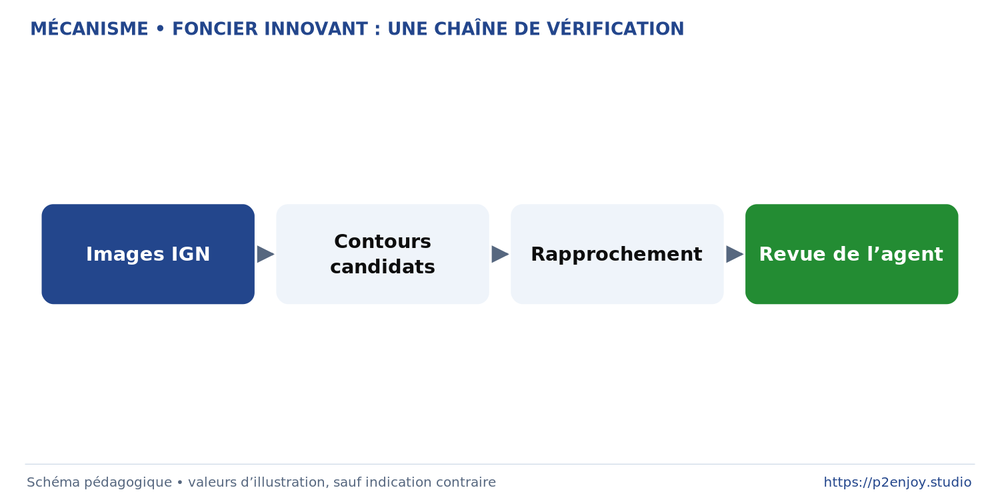 MÉCANISME • FONCIER INNOVANT : UNE CHAÎNE DE VÉRIFICATION
Images IGN
Contours
candidats
Rapprochement
Revue de l’agent
Schéma pédagogique • valeurs d’illustration, sauf indication contraire
https://p2enjoy.studio